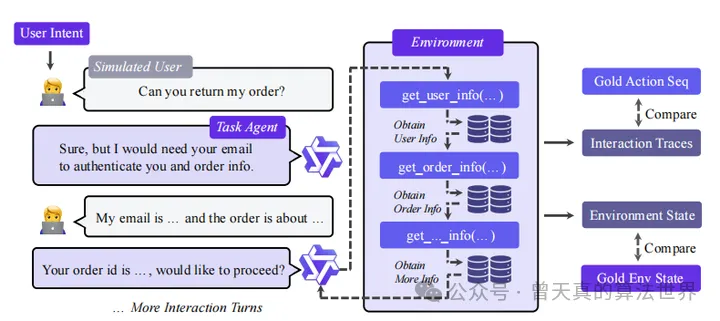 User Intent
Simulated User
Can you return my order?
Task Agent
Sure, but I would need your email
to authenticate you and order info.
My email is … and the order is about …
Your order id is …, would like to proceed?
… More Interaction Turns
Environment
get_user_info(…)
Obtain
User Info
get_order_info(…)
Obtain
Order Info
get_…_info(…)
Obtain
More Info
Gold Action Seq
Compare
Interaction Traces
Environment State
Compare
Gold Env State
公众号 · 曾天真的算法世界